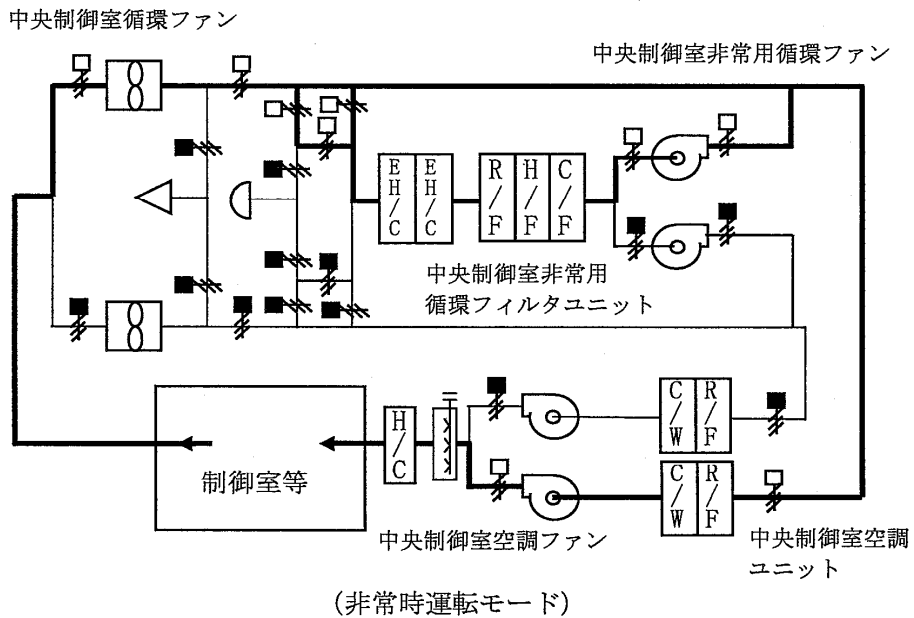 中央制御室循環ファン
中央制御室非常用循環ファン
EH/C
EH/C
R/F
H/F
C/F
中央制御室非常用
循環フィルタユニット
C/W
R/F
H/C
制御室等
C/W
R/F
中央制御室空調ファン
中央制御室空調
ユニット
(非常時運転モード)